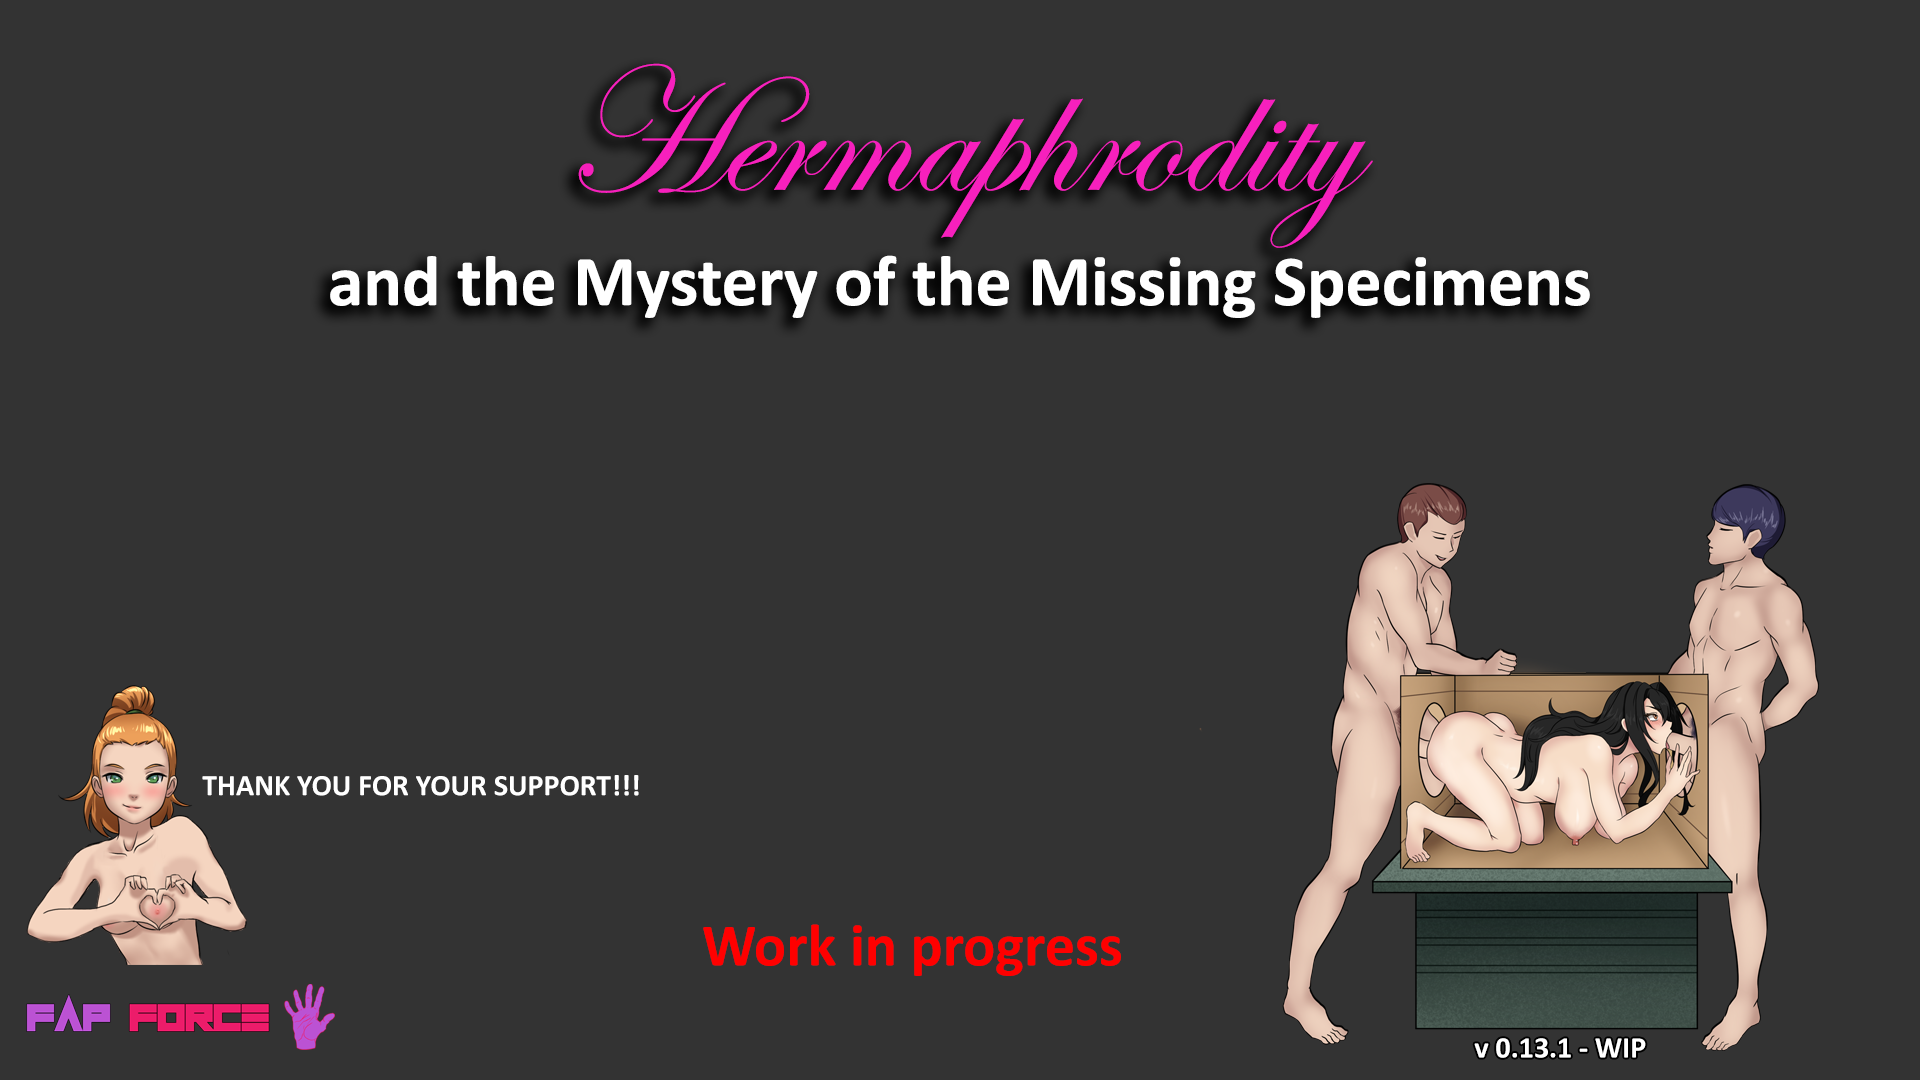 Hermaphrodity
and the Mystery of the Missing Specimens
THANK YOU FOR YOUR SUPPORT!!!
Work in progress
FAP FORCE
v 0.13.1 - WIP